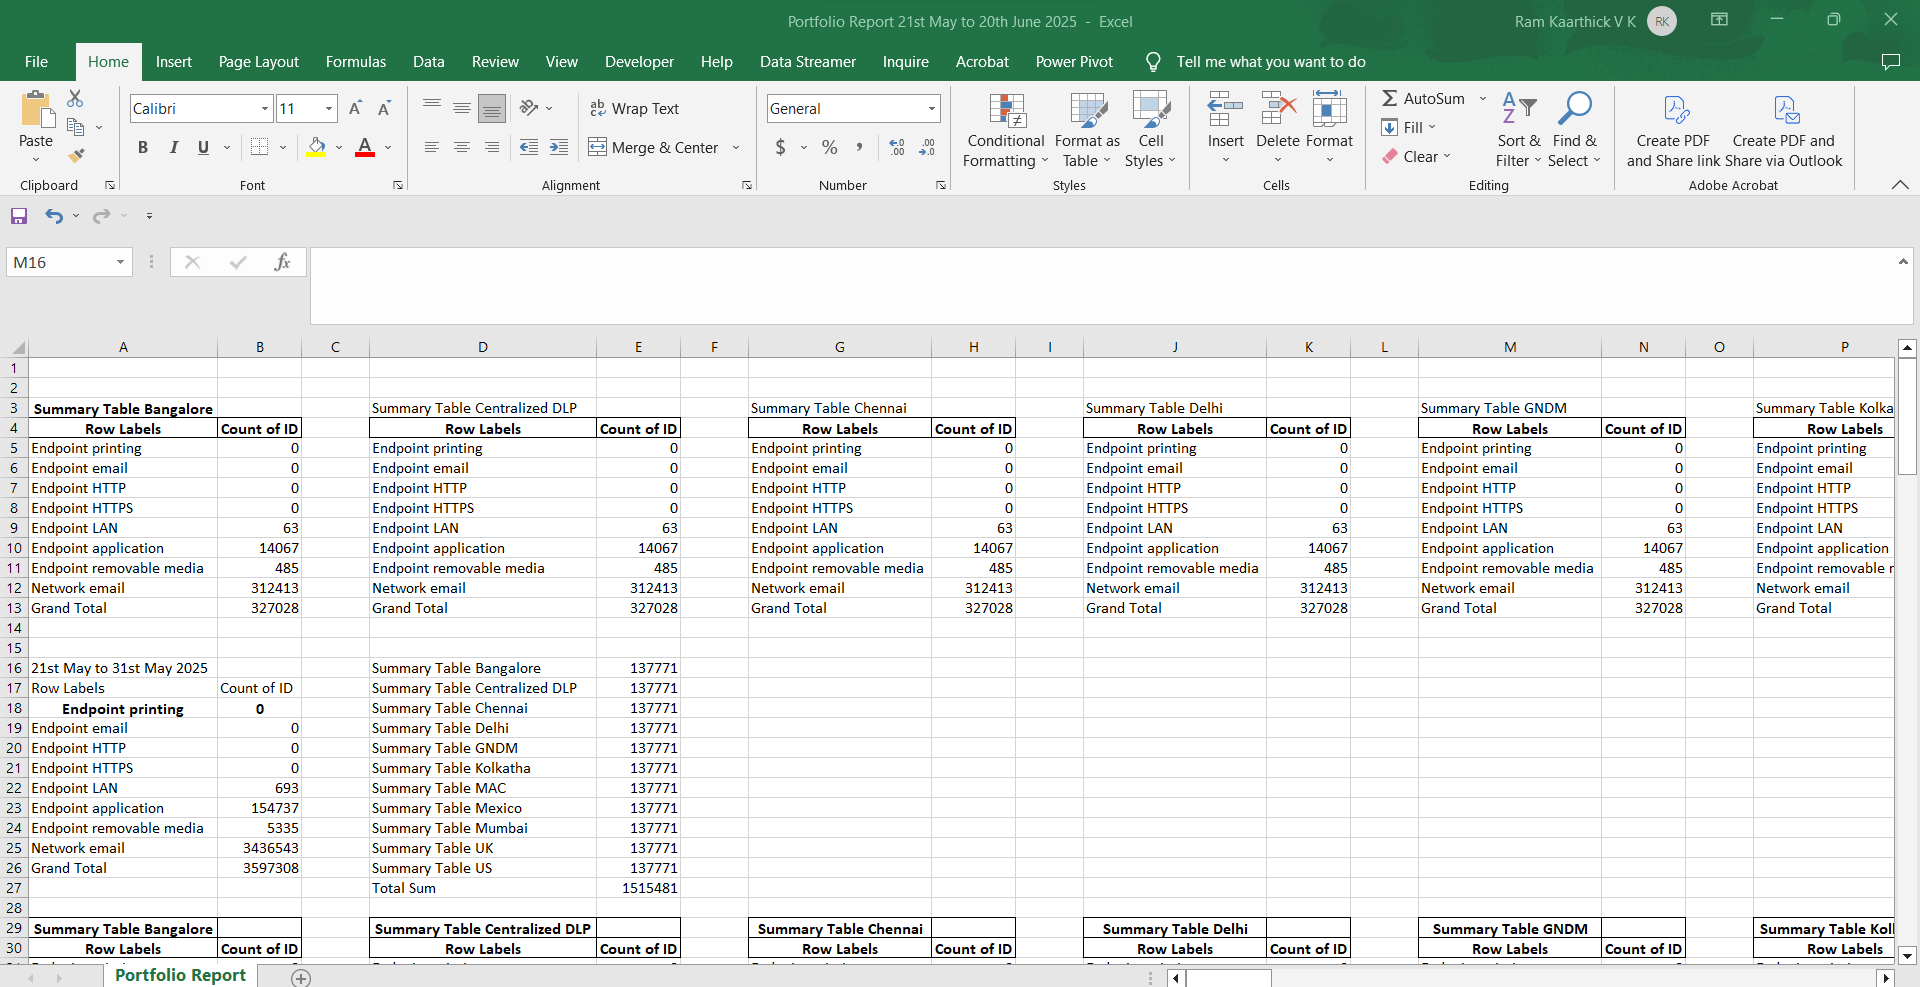 Portfolio Report 21st May to 20th June 2025 - Excel
Ram Kaarthick V K RK
File Home Insert Page Layout Formulas Data Review View Developer Help Data Streamer Inquire Acrobat Power Pivot Tell me what you want to do
Paste
Clipboard
Calibri 11
B I U
Font
Wrap Text
Merge & Center
Alignment
General
$ % ,
Number
Conditional Formatting
Format as Table
Cell Styles
Styles
Insert Delete Format
Cells
AutoSum
Fill
Clear
Sort & Filter
Find & Select
Editing
Create PDF and Share link
Create PDF and Share via Outlook
Adobe Acrobat
M16 fx
A B C D E F G H I J K L M N O P
1
2
3 Summary Table Bangalore Summary Table Centralized DLP Summary Table Chennai Summary Table Delhi Summary Table GNDM Summary Table Kolka
4 Row Labels Count of ID Row Labels Count of ID Row Labels Count of ID Row Labels Count of ID Row Labels Count of ID Row Labels
5 Endpoint printing 0 Endpoint printing 0 Endpoint printing 0 Endpoint printing 0 Endpoint printing 0 Endpoint printing
6 Endpoint email 0 Endpoint email 0 Endpoint email 0 Endpoint email 0 Endpoint email 0 Endpoint email
7 Endpoint HTTP 0 Endpoint HTTP 0 Endpoint HTTP 0 Endpoint HTTP 0 Endpoint HTTP 0 Endpoint HTTP
8 Endpoint HTTPS 0 Endpoint HTTPS 0 Endpoint HTTPS 0 Endpoint HTTPS 0 Endpoint HTTPS 0 Endpoint HTTPS
9 Endpoint LAN 63 Endpoint LAN 63 Endpoint LAN 63 Endpoint LAN 63 Endpoint LAN 63 Endpoint LAN
10 Endpoint application 14067 Endpoint application 14067 Endpoint application 14067 Endpoint application 14067 Endpoint application 14067 Endpoint application
11 Endpoint removable media 485 Endpoint removable media 485 Endpoint removable media 485 Endpoint removable media 485 Endpoint removable media 485 Endpoint removable
12 Network email 312413 Network email 312413 Network email 312413 Network email 312413 Network email 312413 Network email
13 Grand Total 327028 Grand Total 327028 Grand Total 327028 Grand Total 327028 Grand Total 327028 Grand Total
14
15
16 21st May to 31st May 2025 Summary Table Bangalore 137771
17 Row Labels Count of ID Summary Table Centralized DLP 137771
18 Endpoint printing 0 Summary Table Chennai 137771
19 Endpoint email 0 Summary Table Delhi 137771
20 Endpoint HTTP 0 Summary Table GNDM 137771
21 Endpoint HTTPS 0 Summary Table Kolkatha 137771
22 Endpoint LAN 693 Summary Table MAC 137771
23 Endpoint application 154737 Summary Table Mexico 137771
24 Endpoint removable media 5335 Summary Table Mumbai 137771
25 Network email 3436543 Summary Table UK 137771
26 Grand Total 3597308 Summary Table US 137771
27 Total Sum 1515481
28
29 Summary Table Bangalore Summary Table Centralized DLP Summary Table Chennai Summary Table Delhi Summary Table GNDM Summary Table Kol
30 Row Labels Count of ID Row Labels Count of ID Row Labels Count of ID Row Labels Count of ID Row Labels Count of ID Row Labels
Portfolio Report